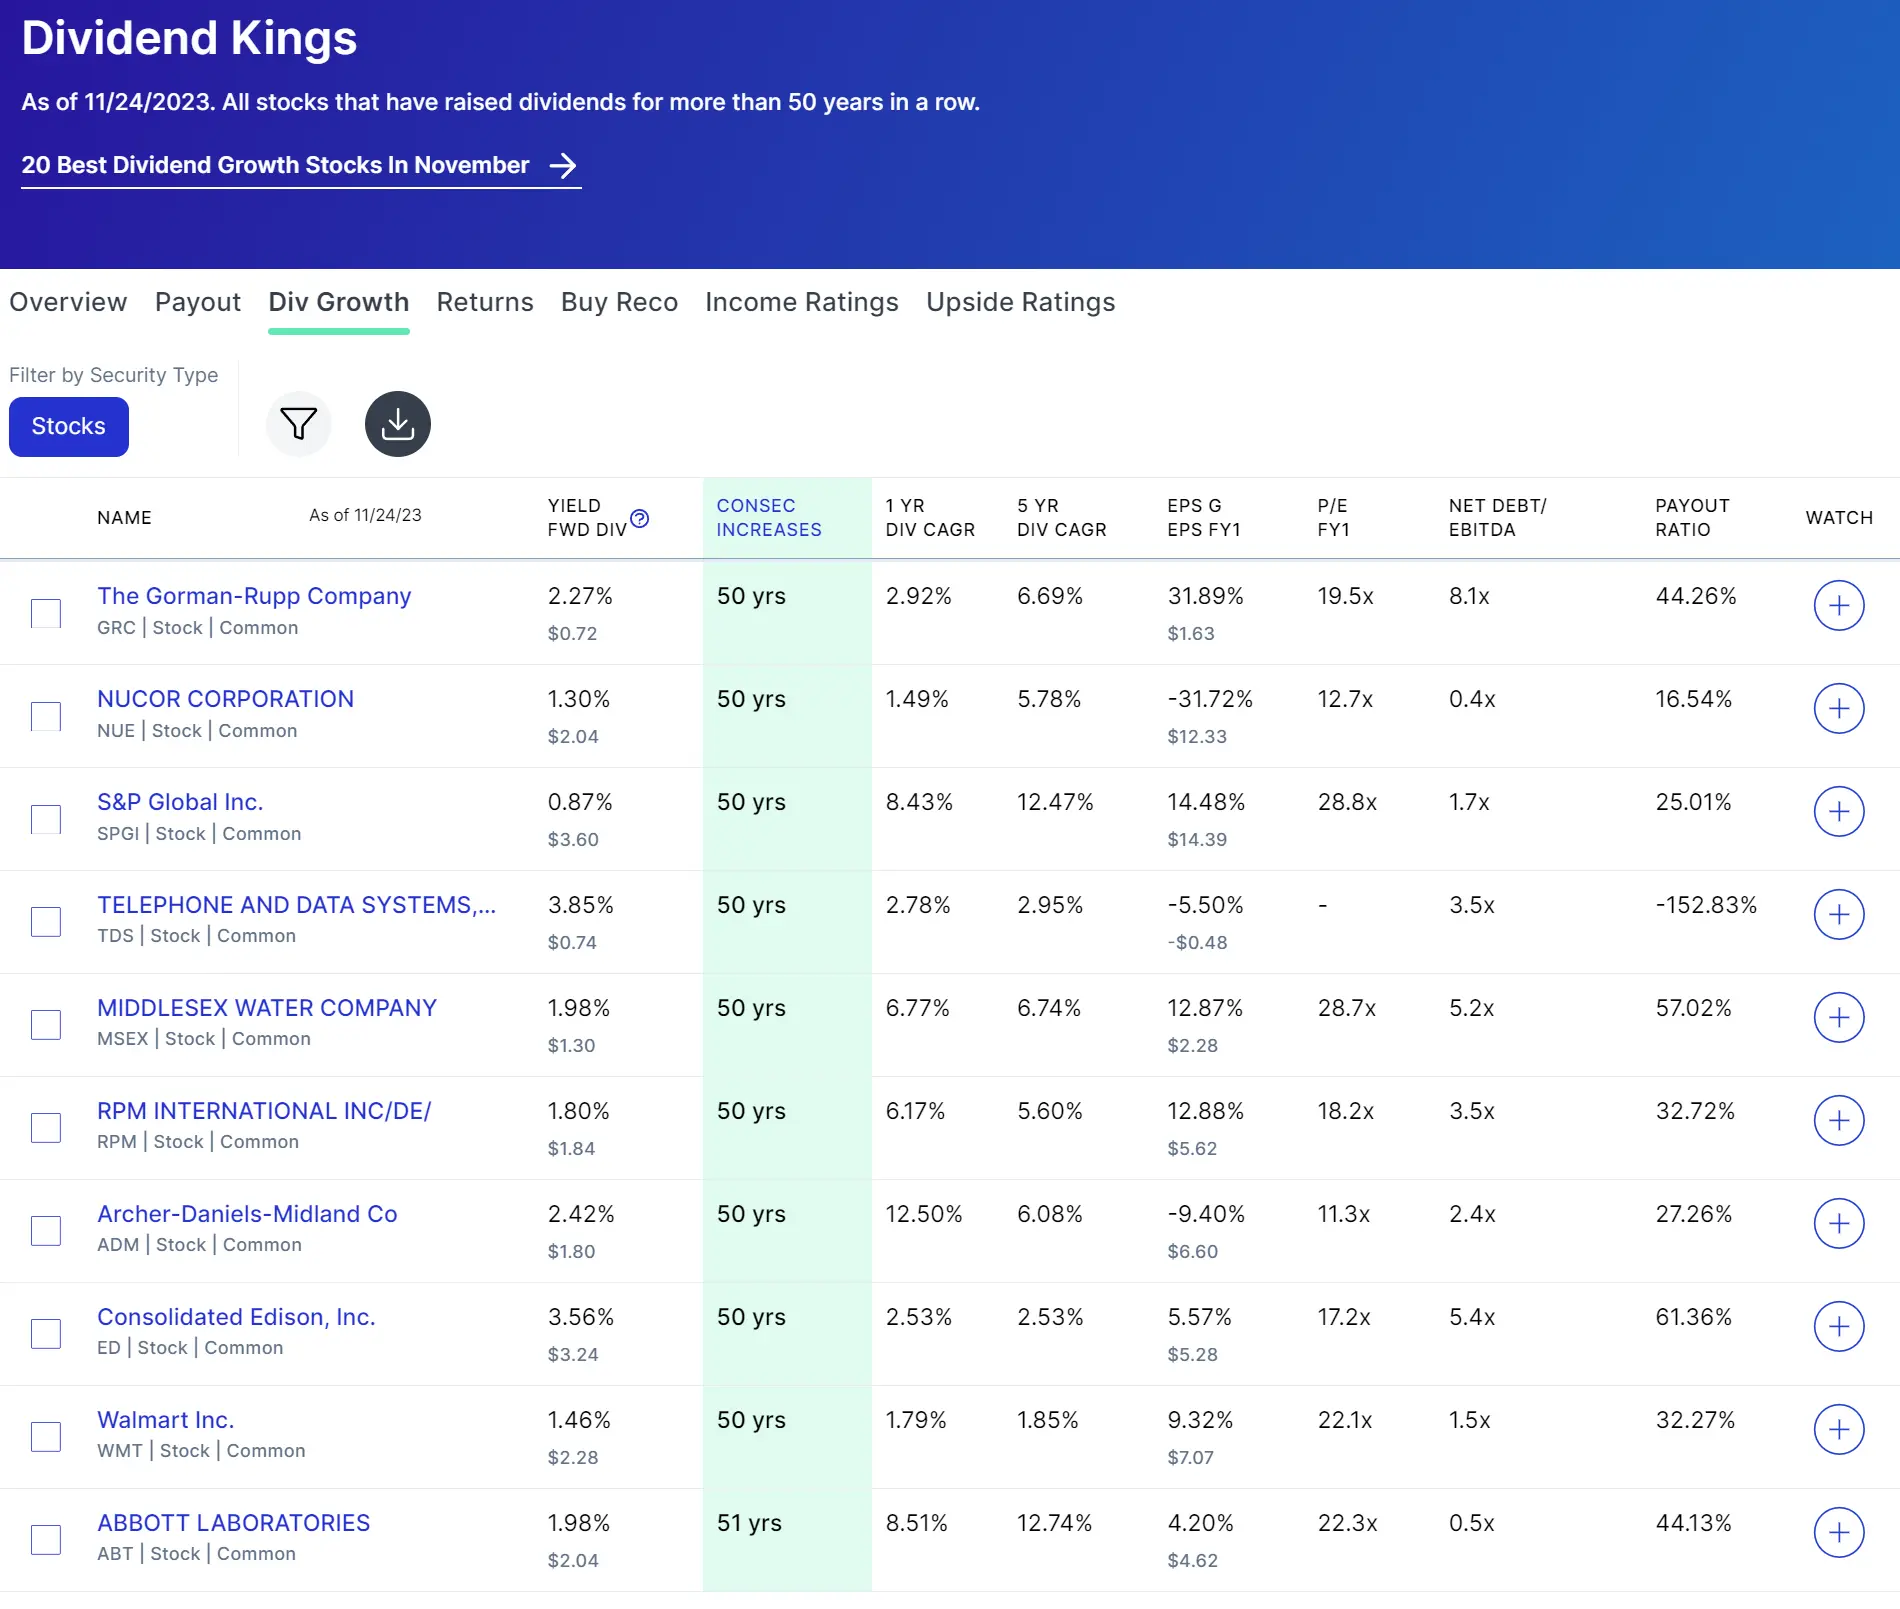 Dividend Kings
As of 11/24/2023. All stocks that have raised dividends for more than 50 years in a row.
20 Best Dividend Growth Stocks In November
Overview Payout Div Growth Returns Buy Reco Income Ratings Upside Ratings
Filter by Security Type
Stocks
NAME As of 11/24/23 YIELD FWD DIV CONSEC INCREASES 1 YR DIV CAGR 5 YR DIV CAGR EPS G EPS FY1 P/E FY1 NET DEBT/ EBITDA PAYOUT RATIO WATCH
The Gorman-Rupp Company 2.27% 50 yrs 2.92% 6.69% 31.89% 19.5x 8.1x 44.26%
GRC | Stock | Common $0.72 $1.63
NUCOR CORPORATION 1.30% 50 yrs 1.49% 5.78% -31.72% 12.7x 0.4x 16.54%
NUE | Stock | Common $2.04 $12.33
S&P Global Inc. 0.87% 50 yrs 8.43% 12.47% 14.48% 28.8x 1.7x 25.01%
SPGI | Stock | Common $3.60 $14.39
TELEPHONE AND DATA SYSTEMS,... 3.85% 50 yrs 2.78% 2.95% -5.50% - 3.5x -152.83%
TDS | Stock | Common $0.74 -$0.48
MIDDLESEX WATER COMPANY 1.98% 50 yrs 6.77% 6.74% 12.87% 28.7x 5.2x 57.02%
MSEX | Stock | Common $1.30 $2.28
RPM INTERNATIONAL INC/DE/ 1.80% 50 yrs 6.17% 5.60% 12.88% 18.2x 3.5x 32.72%
RPM | Stock | Common $1.84 $5.62
Archer-Daniels-Midland Co 2.42% 50 yrs 12.50% 6.08% -9.40% 11.3x 2.4x 27.26%
ADM | Stock | Common $1.80 $6.60
Consolidated Edison, Inc. 3.56% 50 yrs 2.53% 2.53% 5.57% 17.2x 5.4x 61.36%
ED | Stock | Common $3.24 $5.28
Walmart Inc. 1.46% 50 yrs 1.79% 1.85% 9.32% 22.1x 1.5x 32.27%
WMT | Stock | Common $2.28 $7.07
ABBOTT LABORATORIES 1.98% 51 yrs 8.51% 12.74% 4.20% 22.3x 0.5x 44.13%
ABT | Stock | Common $2.04 $4.62